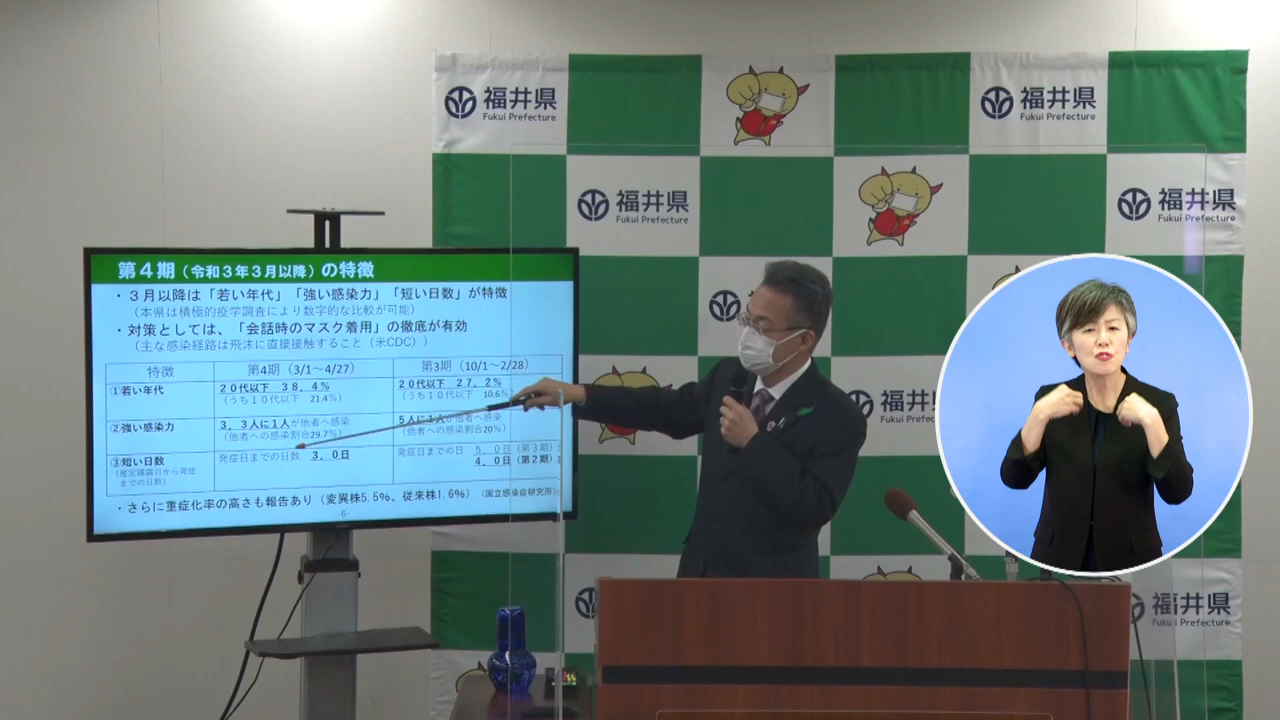 福井県
Fukui Prefecture
福井県
Fukui Prefecture
福井県
Fukui Prefecture
福井県
Fukui Prefecture
福井
福井県
Fukui Prefecture
第4期（令和3年3月以降）の特徴
・3月以降は「若い年代」「強い感染力」「短い日数」が特徴
（本県は積極的疫学調査により数字的な比較が可能）
・対策としては、「会話時のマスク着用」の徹底が有効
（主な感染経路は飛沫に直接接触すること（米CDC））
特徴 第4期（3/1～4/27） 第3期（10/1～2/28）
①若い年代 20代以下 38.4% 20代以下 27.2%
（うち10代以下 21.4%） （うち10代以下 10.6%
②強い感染力 3.3人に1人が他者へ感染 5人に1人が他者へ感染
（他者への感染割合29.7%） （他者への感染割合20%）
③短い日数 発症日までの日数 3.0日 発症日までの日 5.0日（第3期）
（推定曝露日から発症 4.0日（第2期）
までの日数）
・さらに重症化率の高さも報告あり（変異株5.5%、従来株1.6%）（国立感染症研究所）
-6-